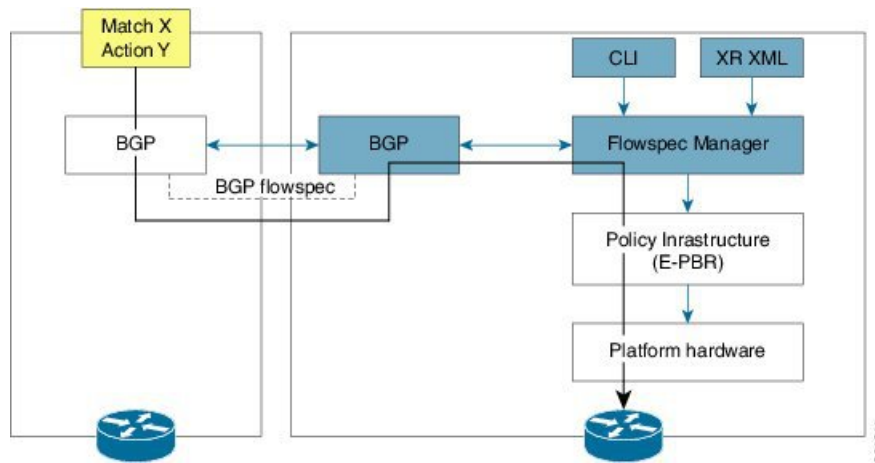 Match X
Action Y
CLI
XR XML
BGP
BGP
Flowspec Manager
BGP flowspec
Policy Inrastructure
(E-PBR)
Platform hardware